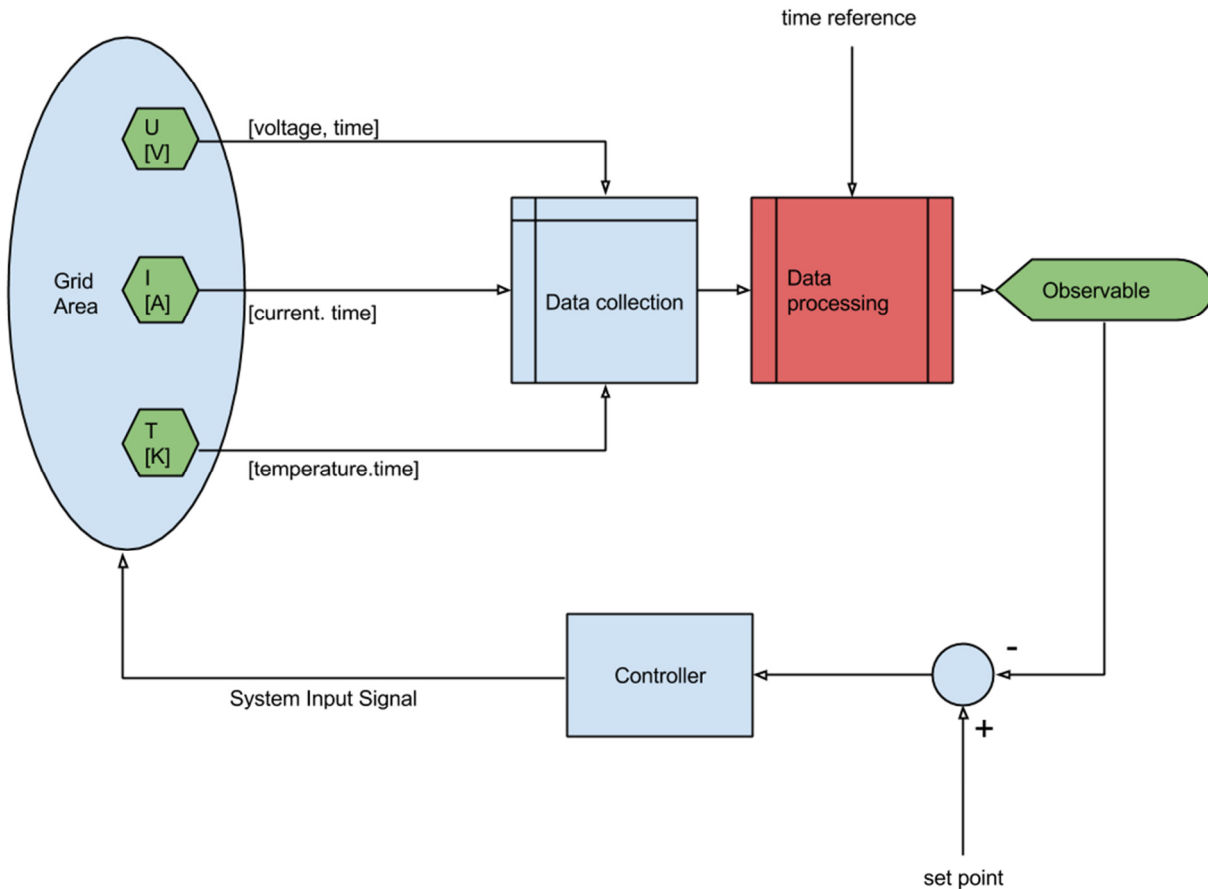 time reference
U
[V]
[voltage, time]
Grid
Area
I
[A]
[current. time]
Data collection
Data
processing
Observable
T
[K]
[temperature.time]
Controller
-
+
System Input Signal
set point